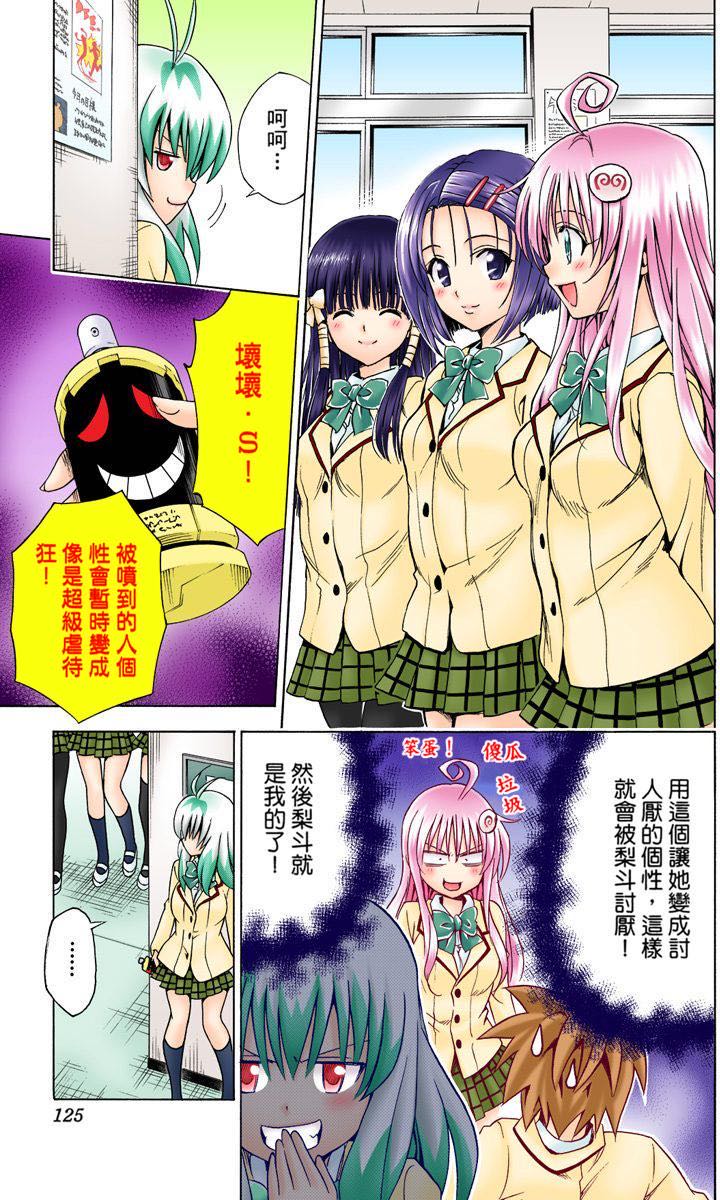 呵呵…
壞壞·S！
被噴到的人個
性會暫時變成
像是超級虐待
狂！
用這個讓她變成討
人厭的個性，這樣
就會被梨斗討厭！
傻瓜
垃圾
笨蛋！
然後梨斗就
是我的了！
……
125